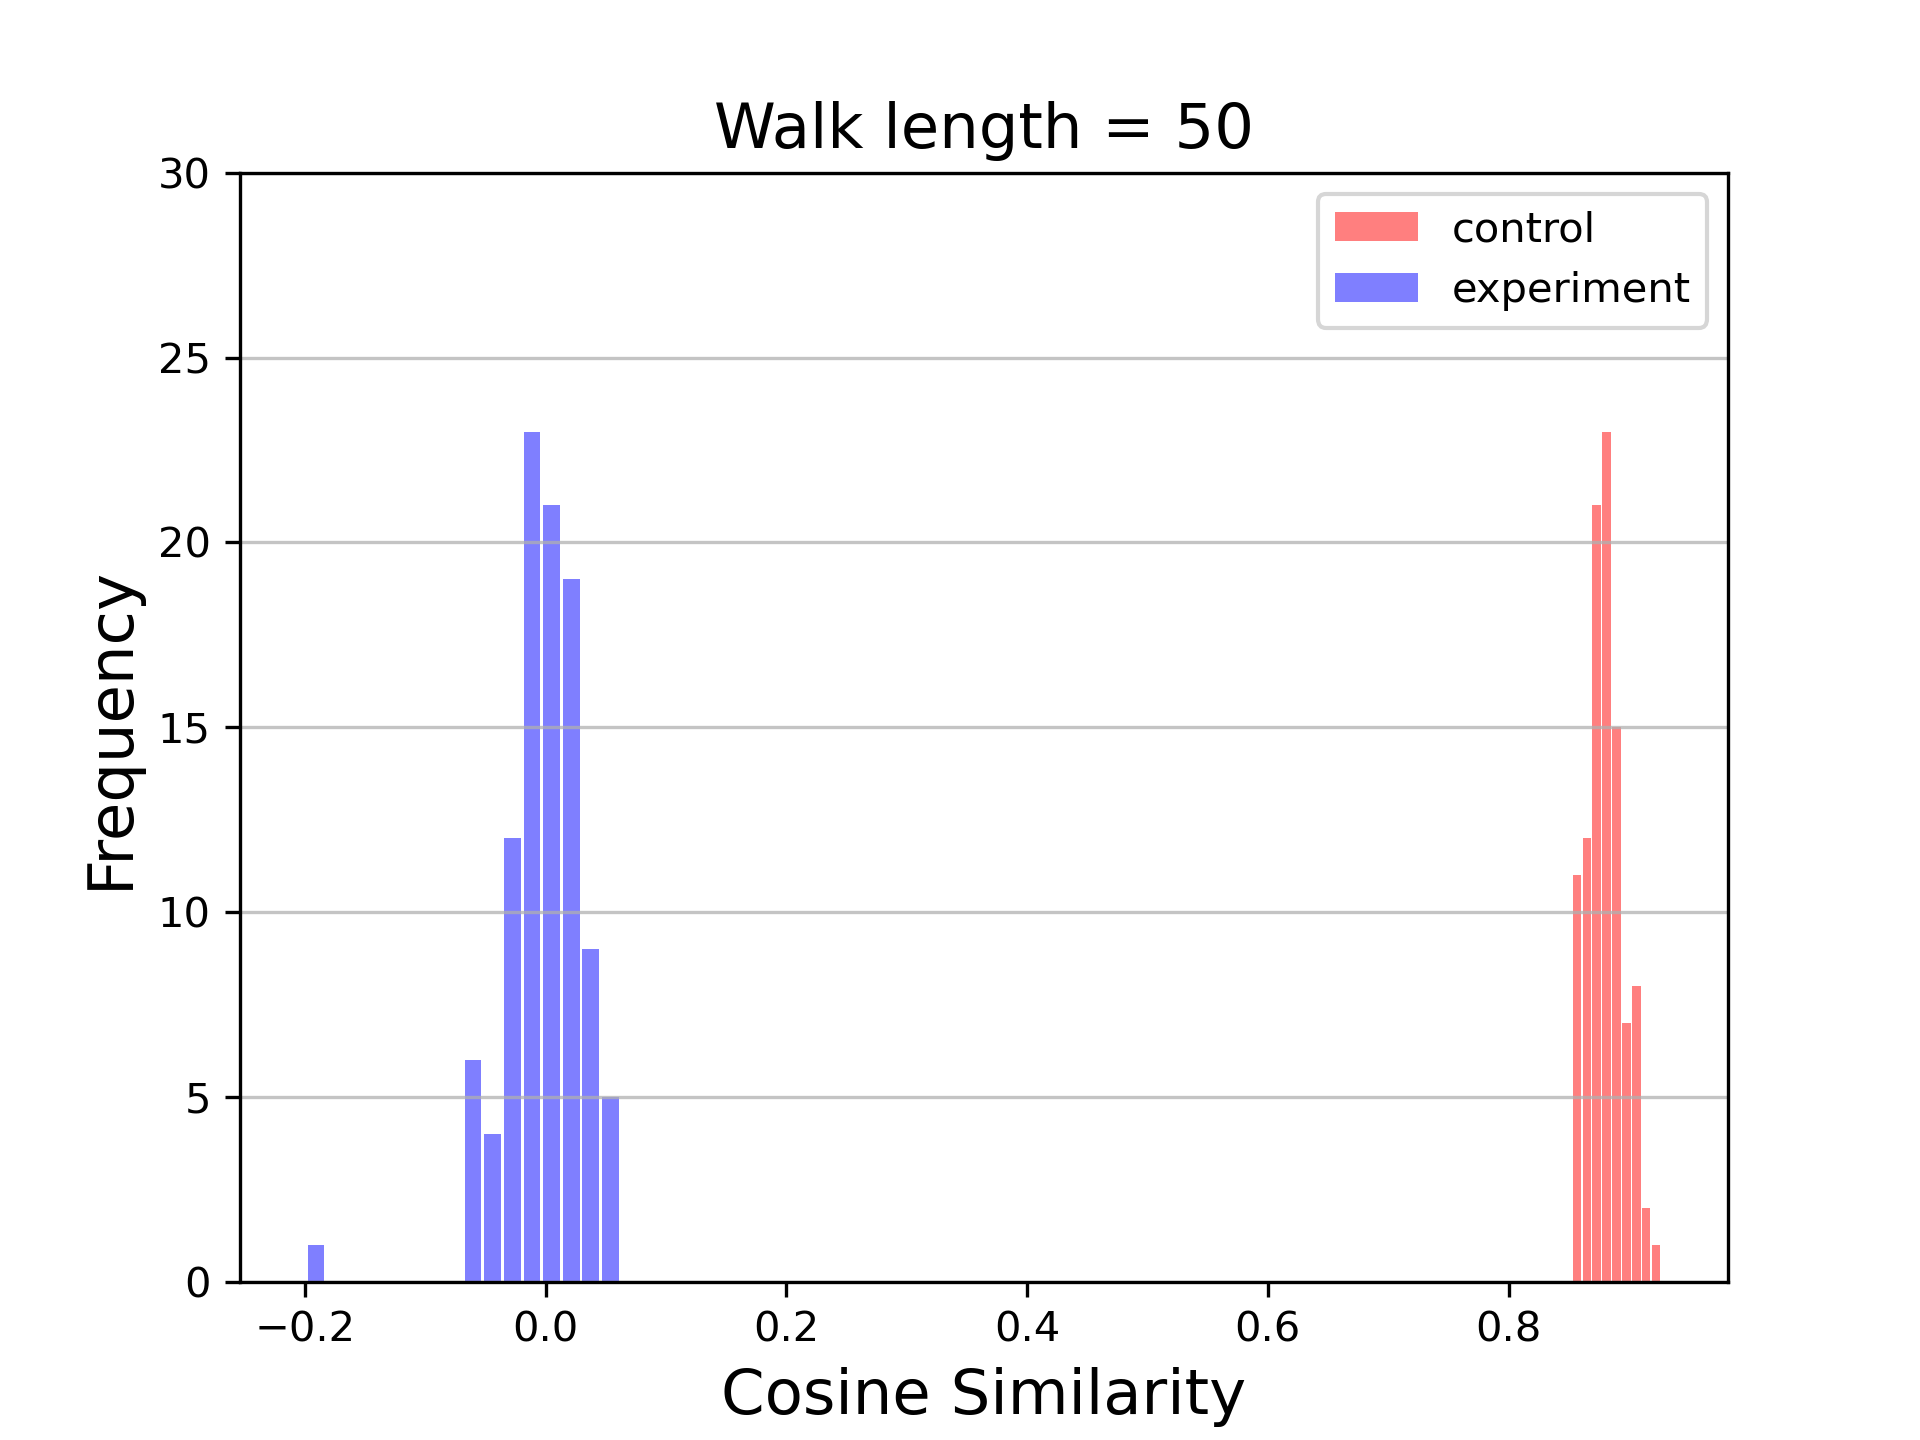 Walk length = 50
30
25
20
15
10
5
0
Frequency
control
experiment
−0.2 0.0 0.2 0.4 0.6 0.8
Cosine Similarity